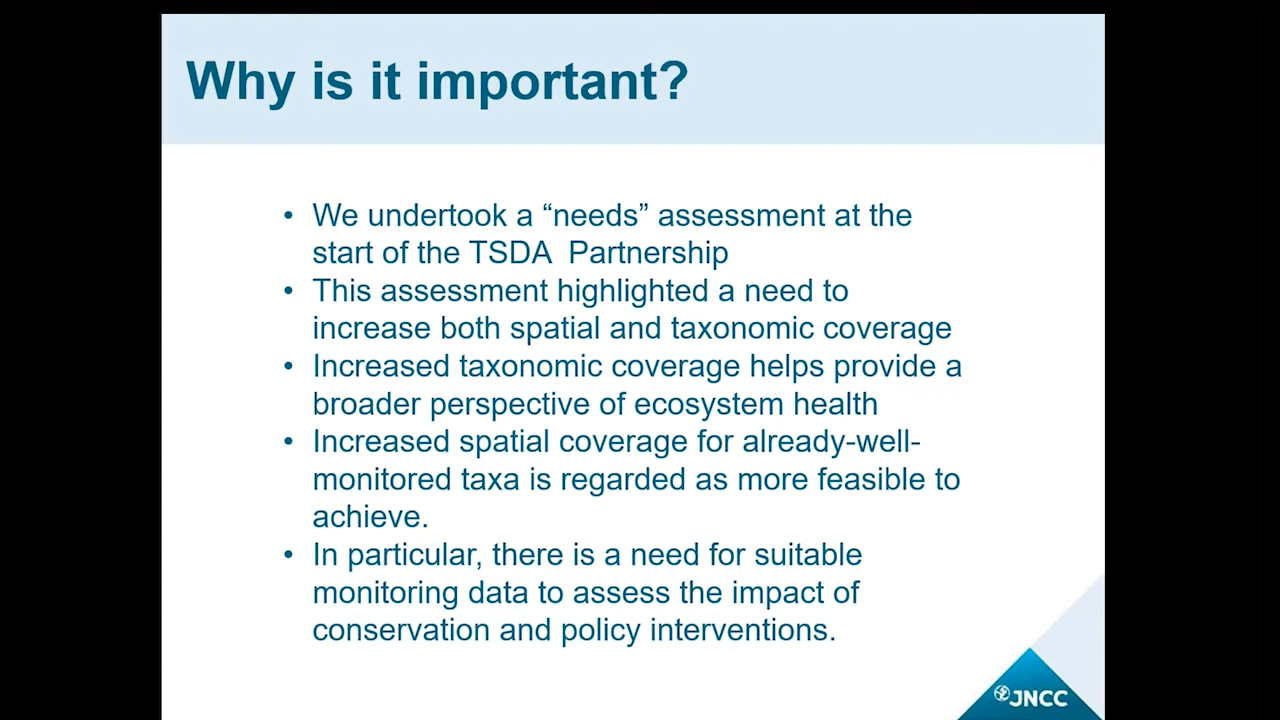 Why is it important?
• We undertook a “needs” assessment at the
start of the TSDA  Partnership
• This assessment highlighted a need to
increase both spatial and taxonomic coverage
• Increased taxonomic coverage helps provide a
broader perspective of ecosystem health
• Increased spatial coverage for already-well-
monitored taxa is regarded as more feasible to
achieve.
• In particular, there is a need for suitable
monitoring data to assess the impact of
conservation and policy interventions.
JNCC